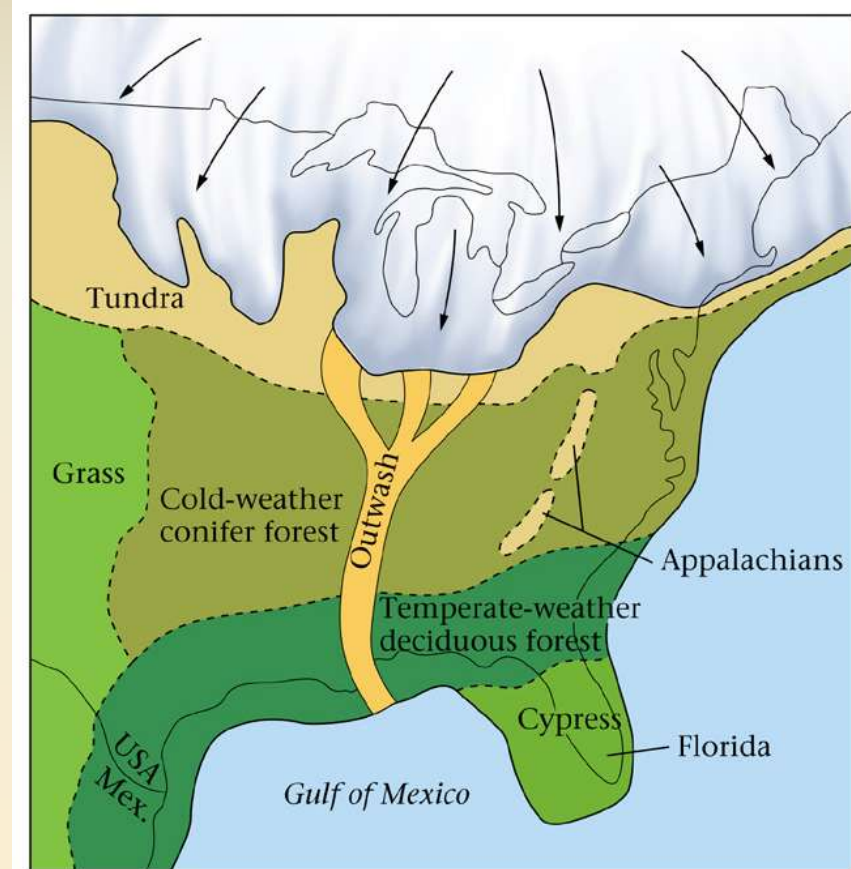 Tundra
Grass
Cold-weather
conifer forest
Outwash
Appalachians
Temperate-weather
deciduous forest
Cypress
Florida
USA
Mex.
Gulf of Mexico